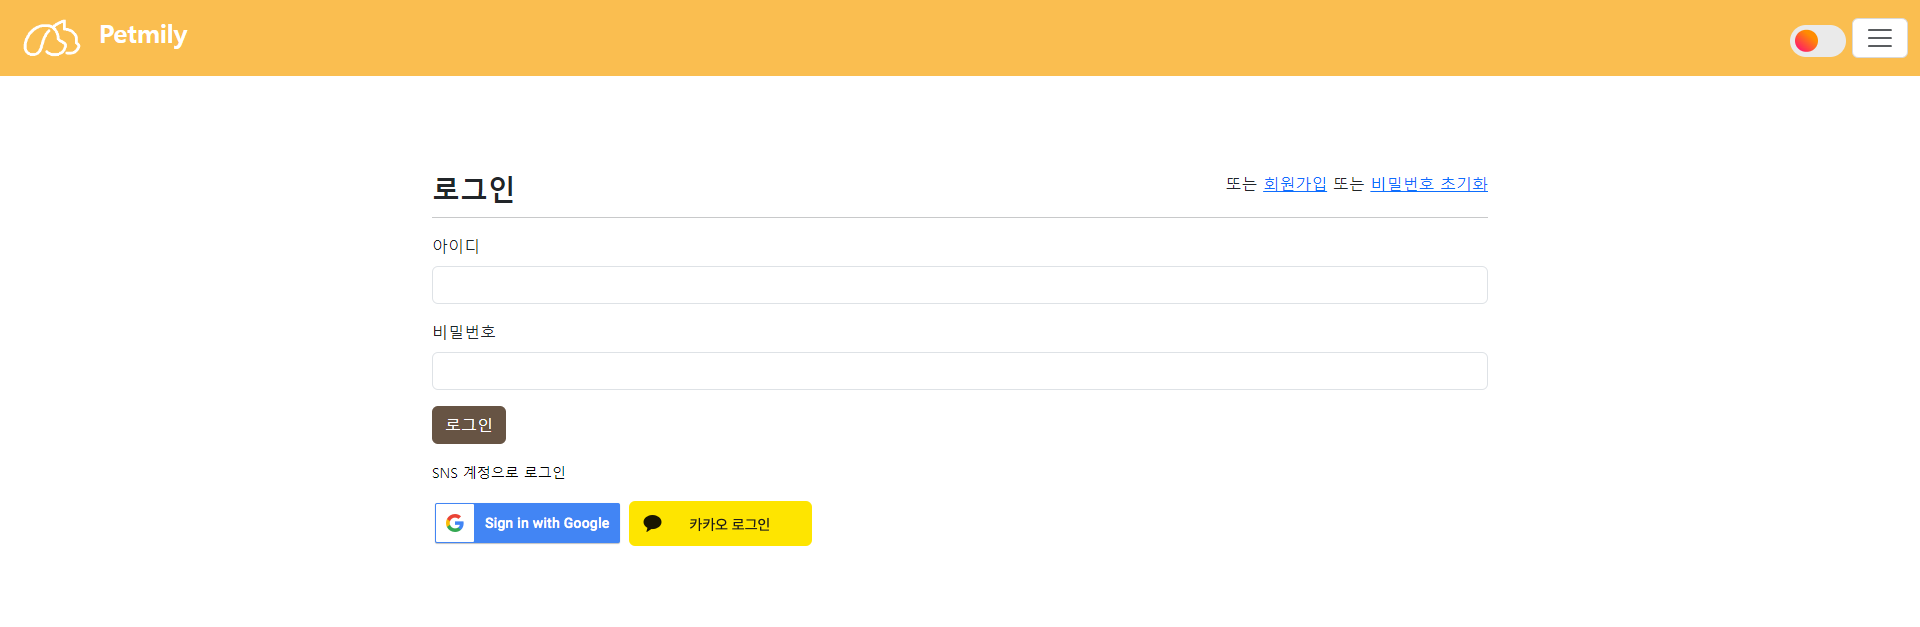 Petmily
로그인
또는 회원가입 또는 비밀번호 초기화
아이디
비밀번호
로그인
SNS 계정으로 로그인
Sign in with Google
카카오 로그인